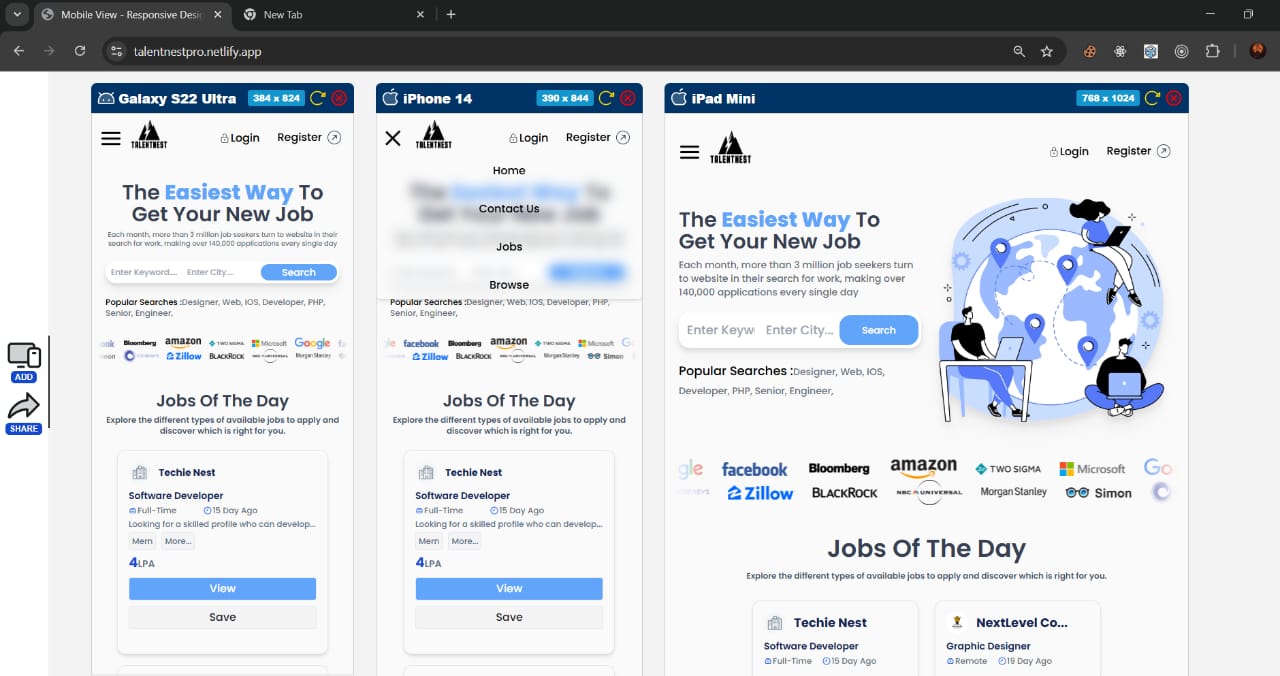 Mobile View - Responsive Desi
New Tab
talentnestpro.netlify.app
ADD
SHARE
Galaxy S22 Ultra 384 x 824
TALENTNEST
Login Register
The Easiest Way To
Get Your New Job
Each month, more than 3 million job seekers turn to website in their
search for work, making over 140,000 applications every single day
Enter Keyword.... Enter City.... Search
Popular Searches :Designer, Web, IOS, Developer, PHP,
Senior, Engineer,
Bloomberg amazon TWO SIGMA Microsoft Google
Zillow BLACKROCK NBC UNIVERSAL Morgan Stanley
Jobs Of The Day
Explore the different types of available jobs to apply and
discover which is right for you.
Techie Nest
Software Developer
Full-Time 15 Day Ago
Looking for a skilled profile who can develop...
Mern More...
4LPA
View
Save
iPhone 14 390 x 844
TALENTNEST
Login Register
Home
Contact Us
Jobs
Browse
Popular Searches :Designer, Web, IOS, Developer, PHP,
Senior, Engineer,
facebook Bloomberg amazon TWO SIGMA Microsoft
Zillow BLACKROCK NBC UNIVERSAL Morgan Stanley Simon
Jobs Of The Day
Explore the different types of available jobs to apply and
discover which is right for you.
Techie Nest
Software Developer
Full-Time 15 Day Ago
Looking for a skilled profile who can develop...
Mern More...
4LPA
View
Save
iPad Mini 768 x 1024
TALENTNEST
Login Register
The Easiest Way To
Get Your New Job
Each month, more than 3 million job seekers turn
to website in their search for work, making over
140,000 applications every single day
Enter Keyw Enter City... Search
Popular Searches :Designer, Web, IOS,
Developer, PHP, Senior, Engineer,
gle facebook Bloomberg amazon TWO SIGMA Microsoft Go
Zillow BLACKROCK NBC UNIVERSAL Morgan Stanley Simon
Jobs Of The Day
Explore the different types of available jobs to apply and discover which is right for you.
Techie Nest
Software Developer
Full-Time 15 Day Ago
NextLevel Co...
Graphic Designer
Remote 19 Day Ago